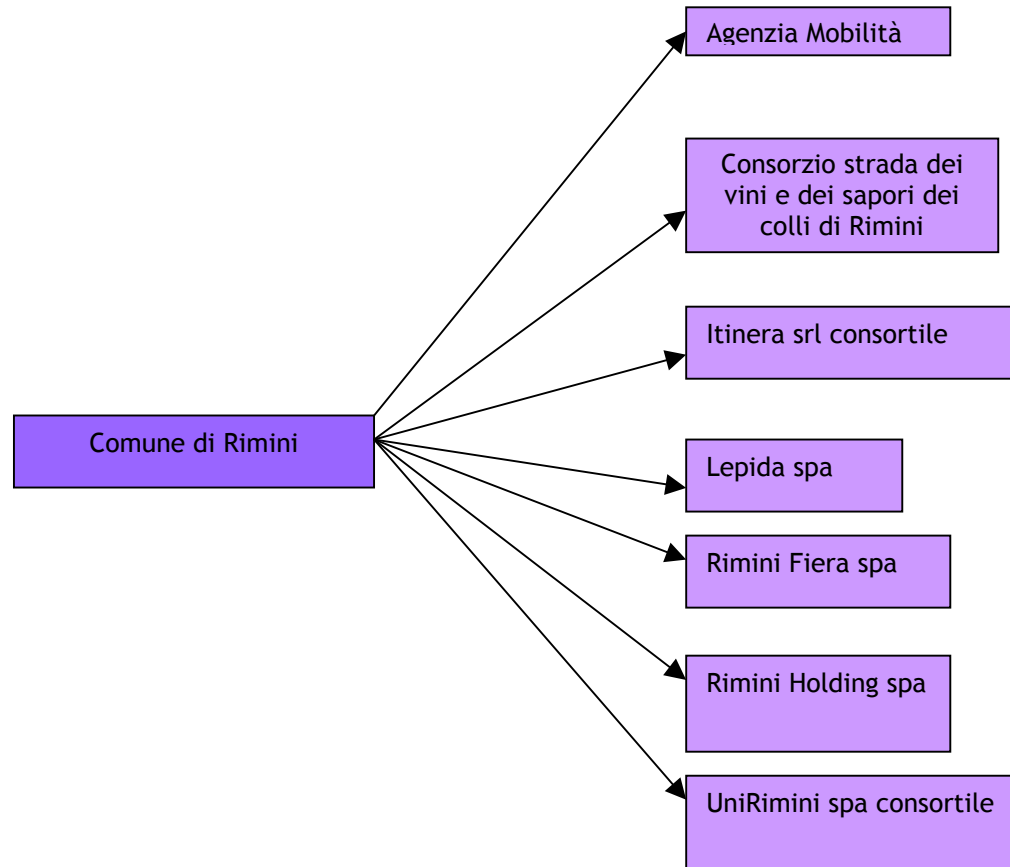 Agenzia Mobilità
Consorzio strada dei
vini e dei sapori dei
colli di Rimini
Itinera srl consortile
Comune di Rimini
Lepida spa
Rimini Fiera spa
Rimini Holding spa
UniRimini spa consortile